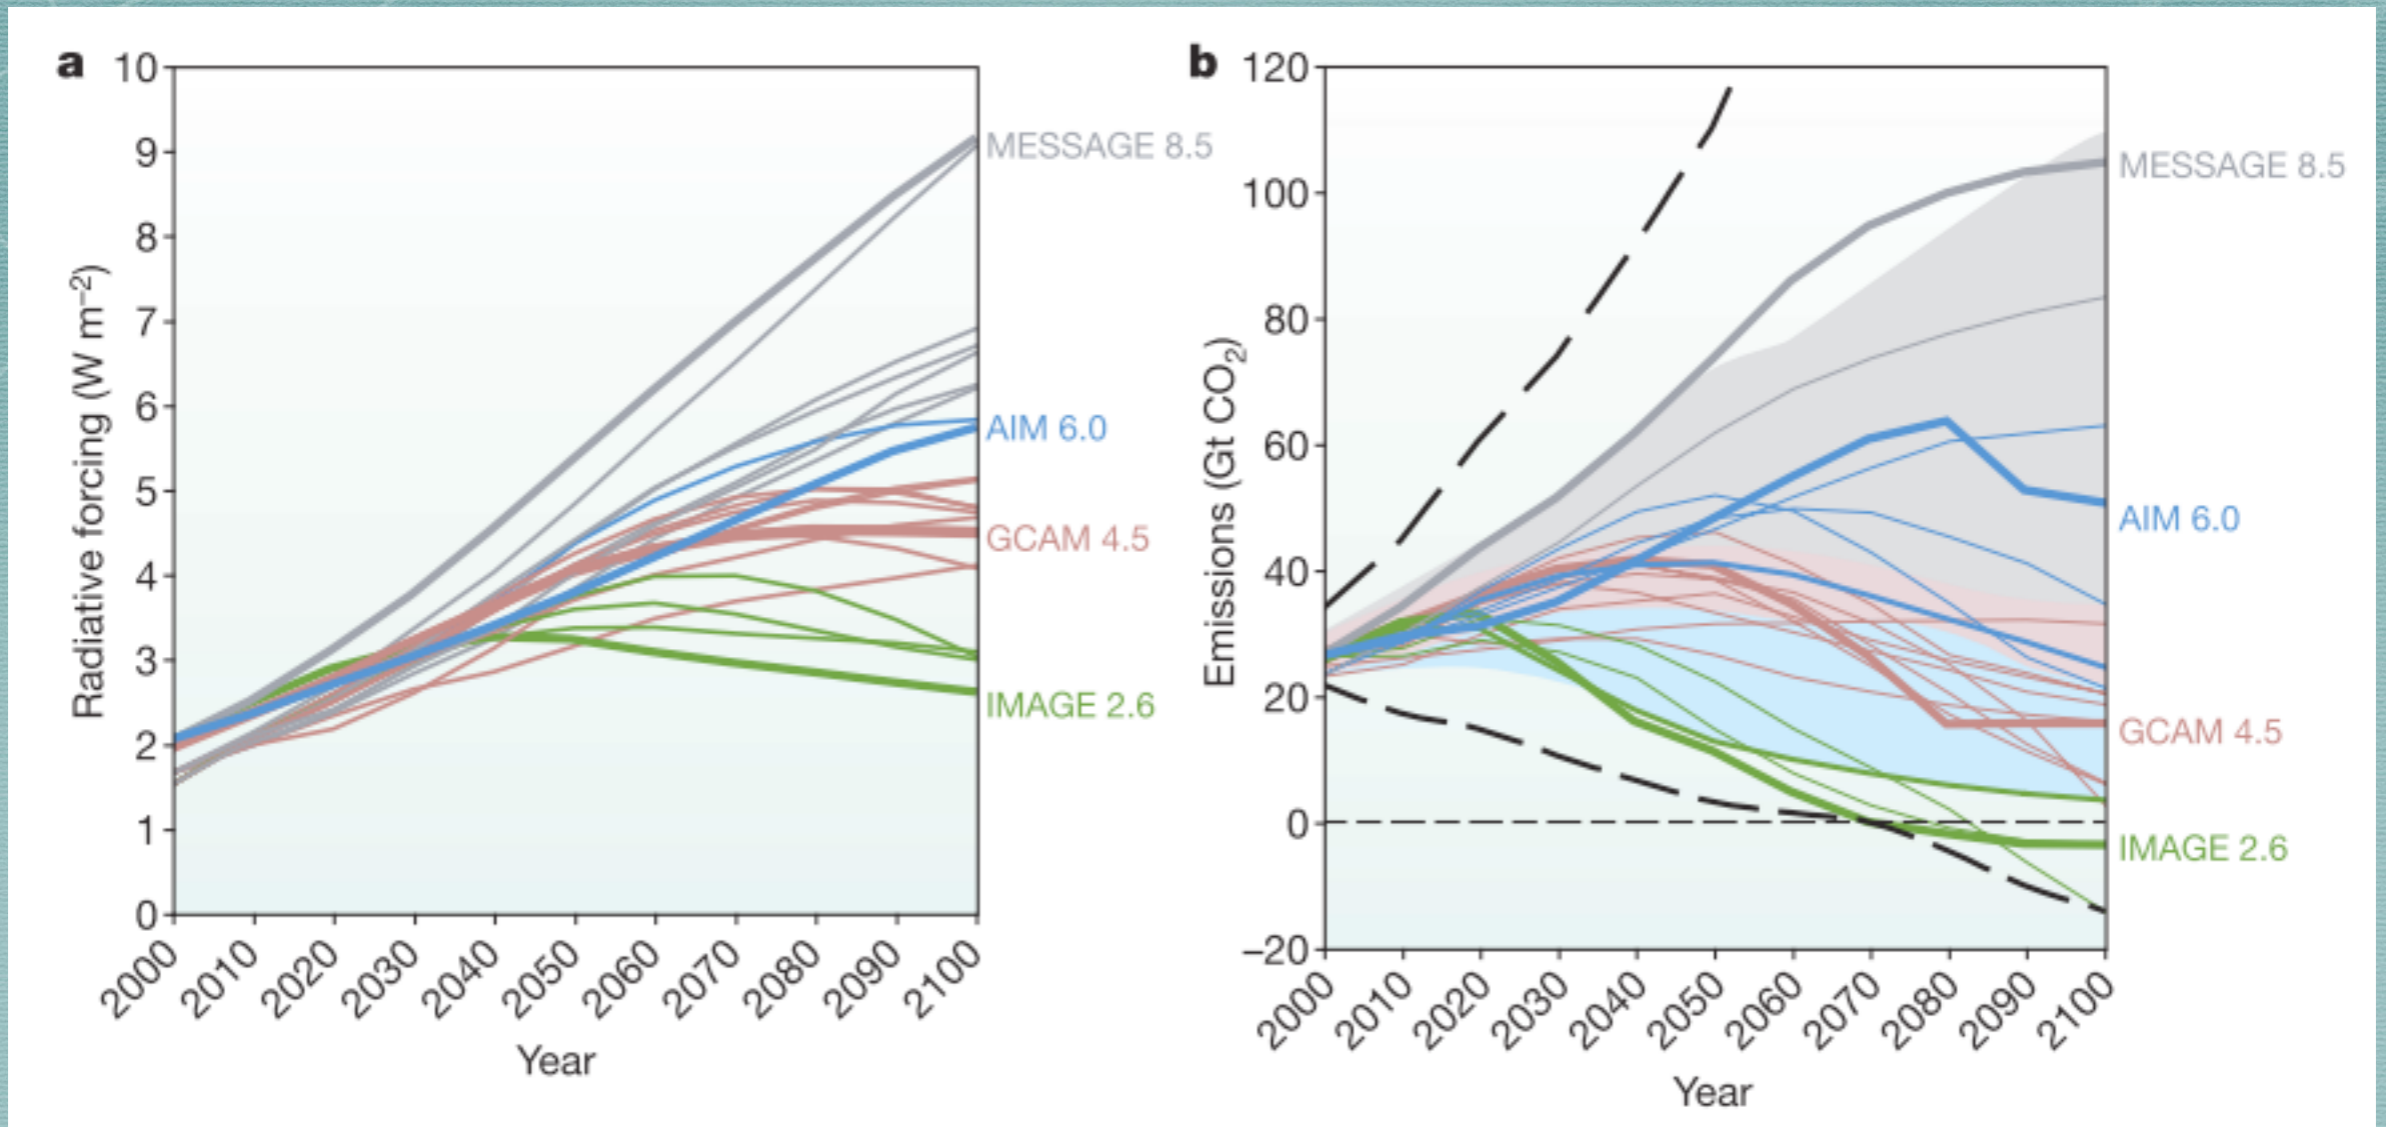 a
10
9
8
7
6
5
4
3
2
1
0
Radiative forcing (W m⁻²)
2000
2010
2020
2030
2040
2050
2060
2070
2080
2090
2100
Year
MESSAGE 8.5
AIM 6.0
GCAM 4.5
IMAGE 2.6
b
120
100
80
60
40
20
0
–20
Emissions (Gt CO₂)
2000
2010
2020
2030
2040
2050
2060
2070
2080
2090
2100
Year
MESSAGE 8.5
AIM 6.0
GCAM 4.5
IMAGE 2.6